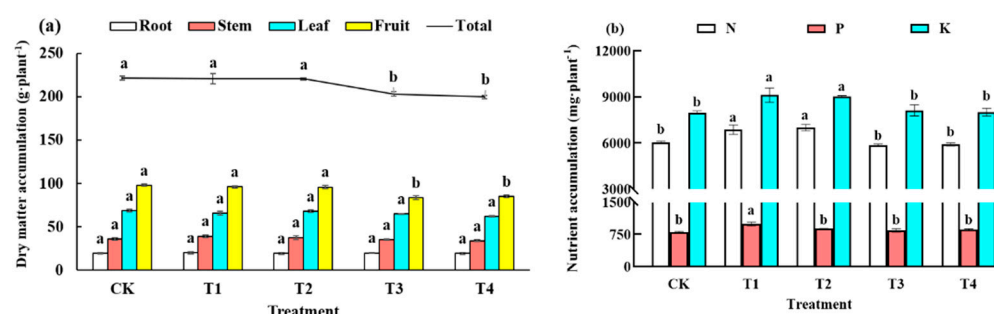 (a)
Root Stem Leaf Fruit Total
Dry matter accumulation (g·plant⁻¹)
250
200
150
100
50
0
a a a b b
a a a a
a a a a
a a a a
a a a b
a a a b
CK T1 T2 T3 T4
Treatment
(b)
N P K
Nutrient accumulation (mg·plant⁻¹)
12000
9000
6000
3000
1500
750
0
b b
a a
a a
b b
b b
b a b b b
CK T1 T2 T3 T4
Treatment